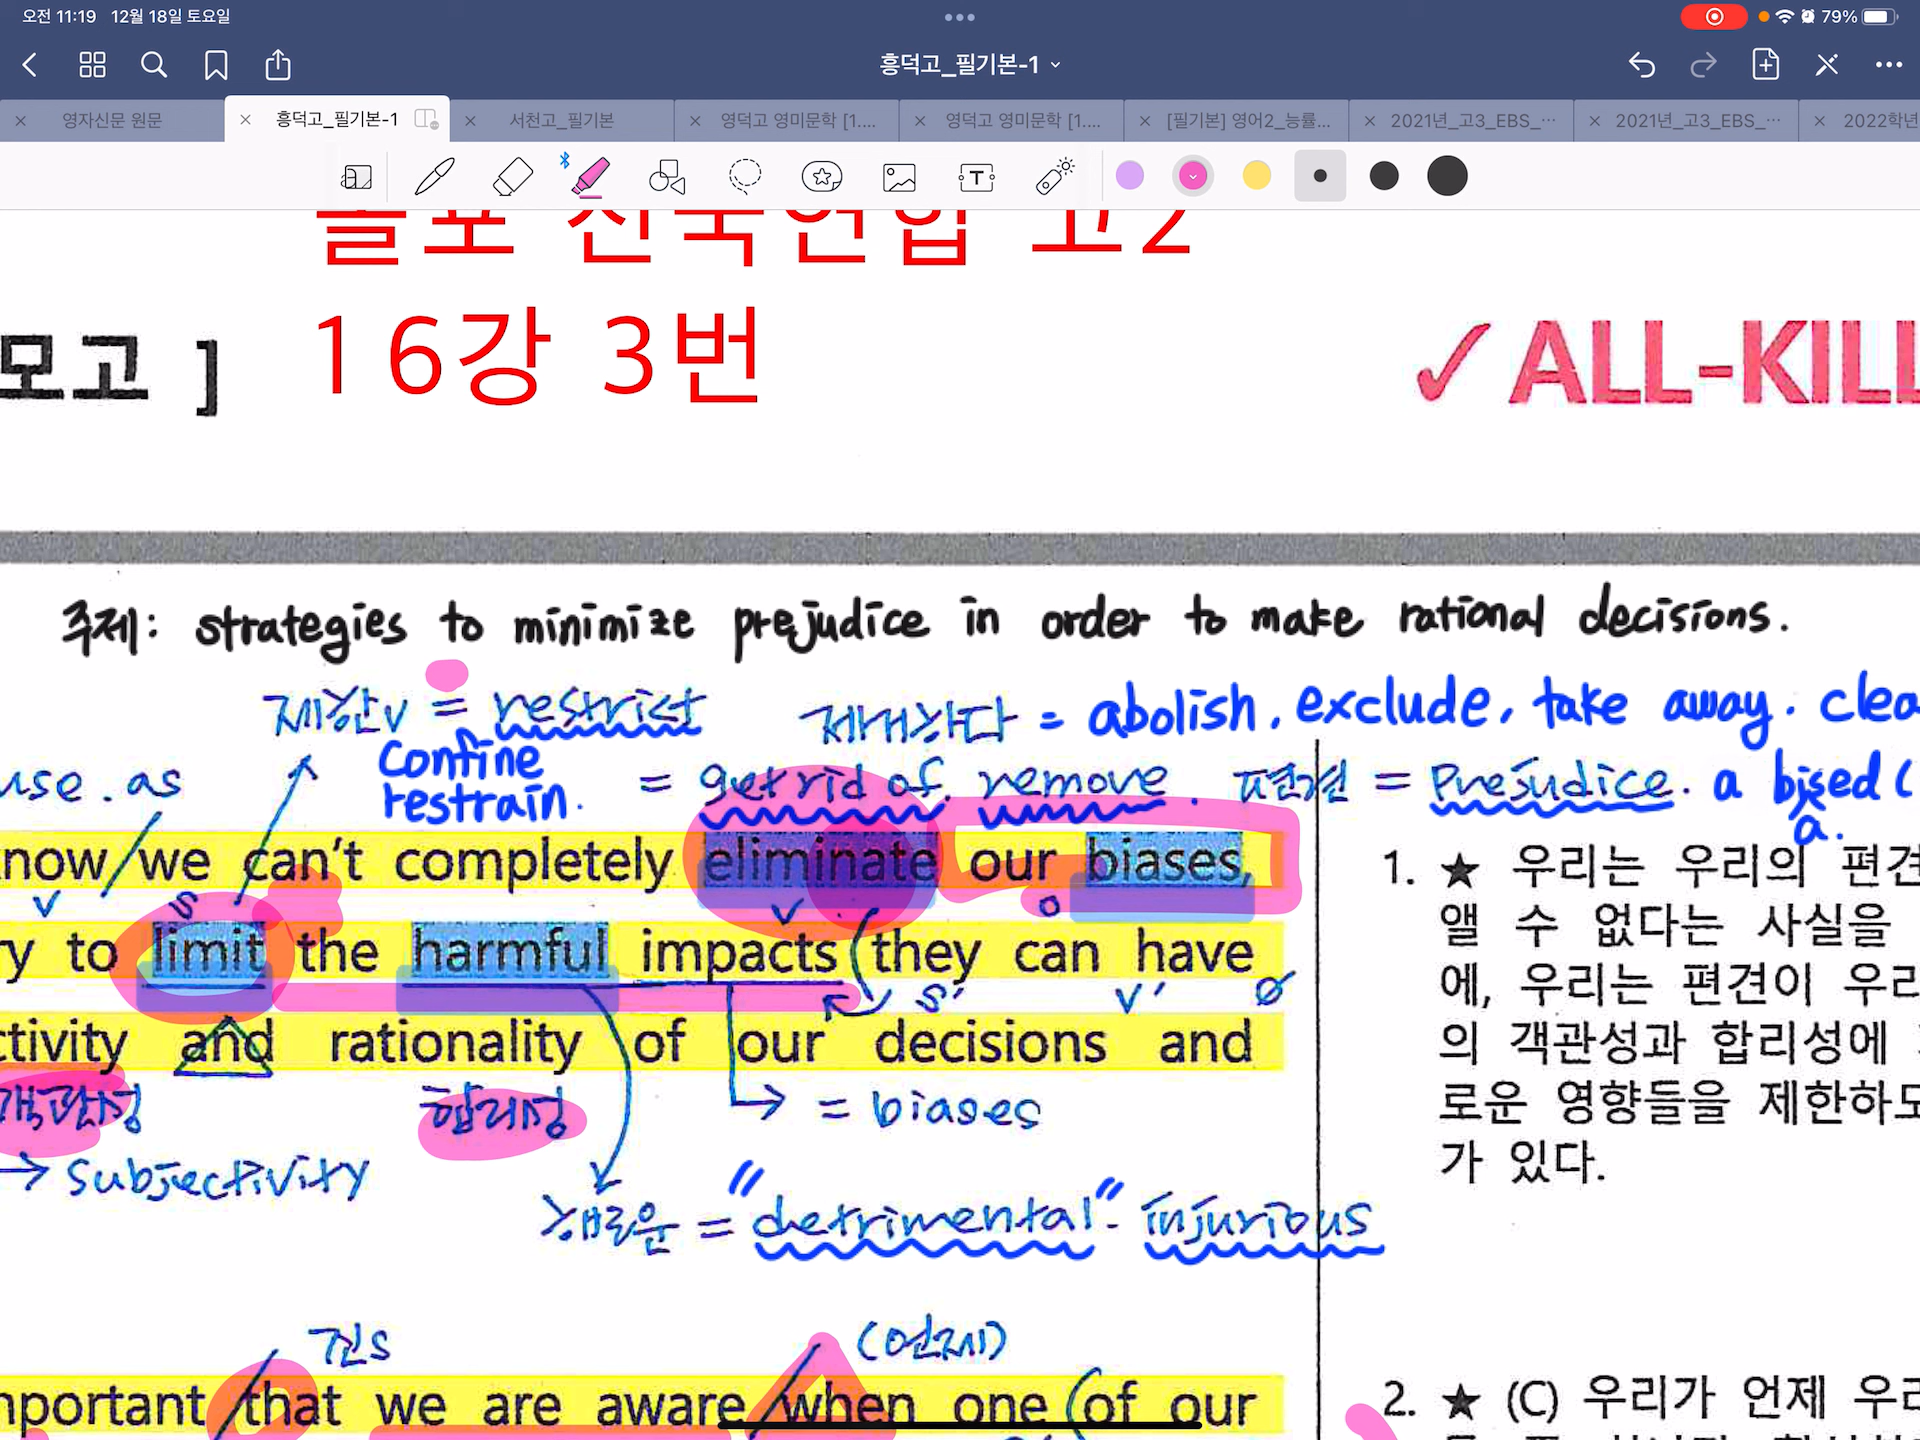 오전 11:19 12월 18일 토요일
79%
흥덕고_필기본-1
영자신문 원문
흥덕고_필기본-1
서천고_필기본
영덕고 영미문학 [1....
영덕고 영미문학 [1....
[필기본] 영어2_능률...
2021년_고3_EBS_...
2021년_고3_EBS_...
2022학년
전국연합 고2
모고 ] 16강 3번
✓ ALL-KILL
주제: strategies to minimize prejudice in order to make rational decisions.
제한v = restrict
제거하다 = abolish, exclude, take away. clea
use. as
confine
restrain.
= get rid of. remove.
편견 = Prejudice. a
a.
now we can't completely eliminate our biases,
v s v o
y to limit the harmful impacts they can have
s' v'
ctivity and rationality of our decisions and
객관성 합리성 = biases
→ subjectivity
해로운 = "detrimental" - injurious
진s (언제)
nportant that we are aware when one of our
1. ★ 우리는 우리의 편견
앨 수 없다는 사실을
에, 우리는 편견이 우리
의 객관성과 합리성에
로운 영향들을 제한하
가 있다.
2. ★ (C) 우리가 언제 우리